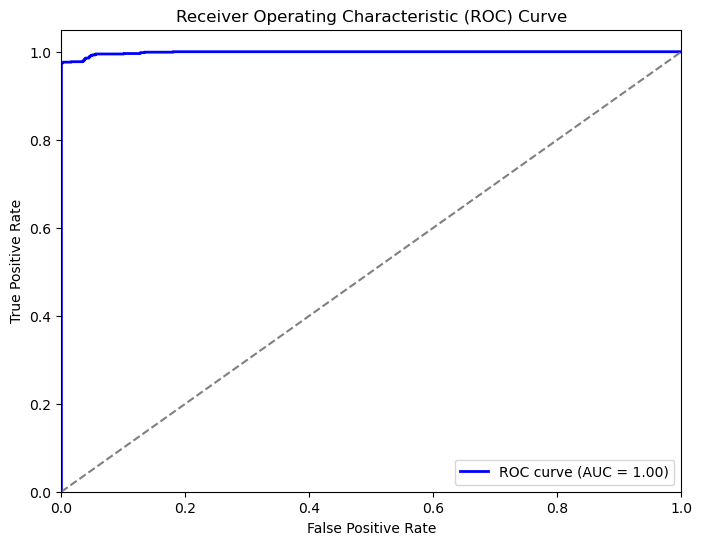 Receiver Operating Characteristic (ROC) Curve
1.0
0.8
0.6
0.4
0.2
0.0
True Positive Rate
ROC curve (AUC = 1.00)
0.0 0.2 0.4 0.6 0.8 1.0
False Positive Rate